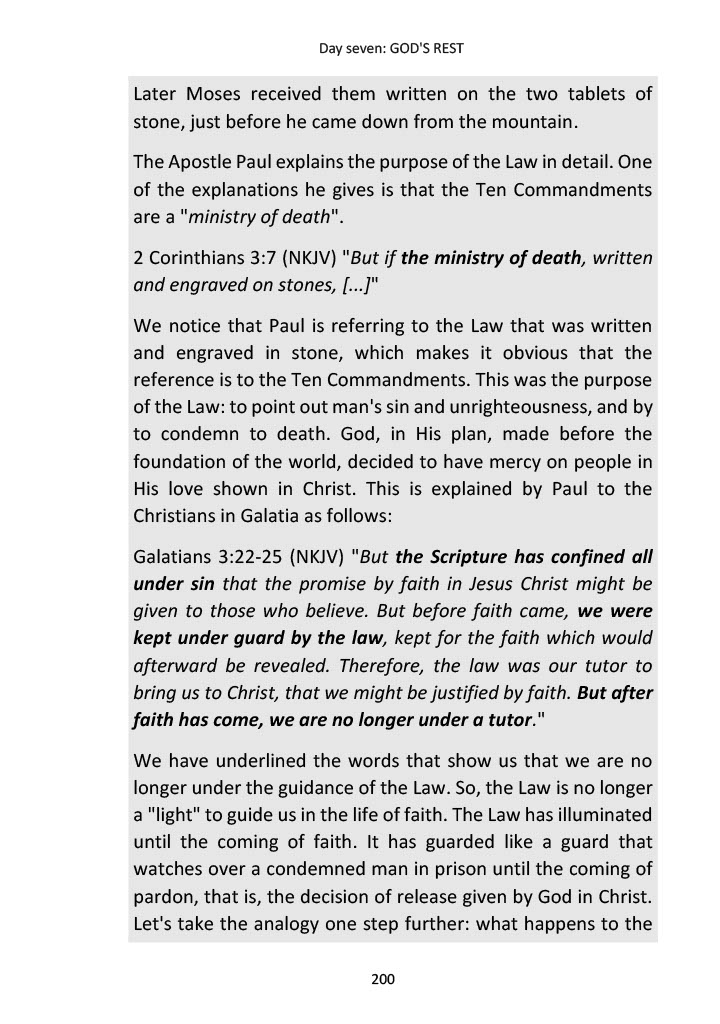 Day seven: GOD'S REST
Later Moses received them written on the two tablets of
stone, just before he came down from the mountain.
The Apostle Paul explains the purpose of the Law in detail. One
of the explanations he gives is that the Ten Commandments
are a "ministry of death".
2 Corinthians 3:7 (NKJV) "But if the ministry of death, written
and engraved on stones, [...]"
We notice that Paul is referring to the Law that was written
and engraved in stone, which makes it obvious that the
reference is to the Ten Commandments. This was the purpose
of the Law: to point out man's sin and unrighteousness, and by
to condemn to death. God, in His plan, made before the
foundation of the world, decided to have mercy on people in
His love shown in Christ. This is explained by Paul to the
Christians in Galatia as follows:
Galatians 3:22-25 (NKJV) "But the Scripture has confined all
under sin that the promise by faith in Jesus Christ might be
given to those who believe. But before faith came, we were
kept under guard by the law, kept for the faith which would
afterward be revealed. Therefore, the law was our tutor to
bring us to Christ, that we might be justified by faith. But after
faith has come, we are no longer under a tutor."
We have underlined the words that show us that we are no
longer under the guidance of the Law. So, the Law is no longer
a "light" to guide us in the life of faith. The Law has illuminated
until the coming of faith. It has guarded like a guard that
watches over a condemned man in prison until the coming of
pardon, that is, the decision of release given by God in Christ.
Let's take the analogy one step further: what happens to the
200